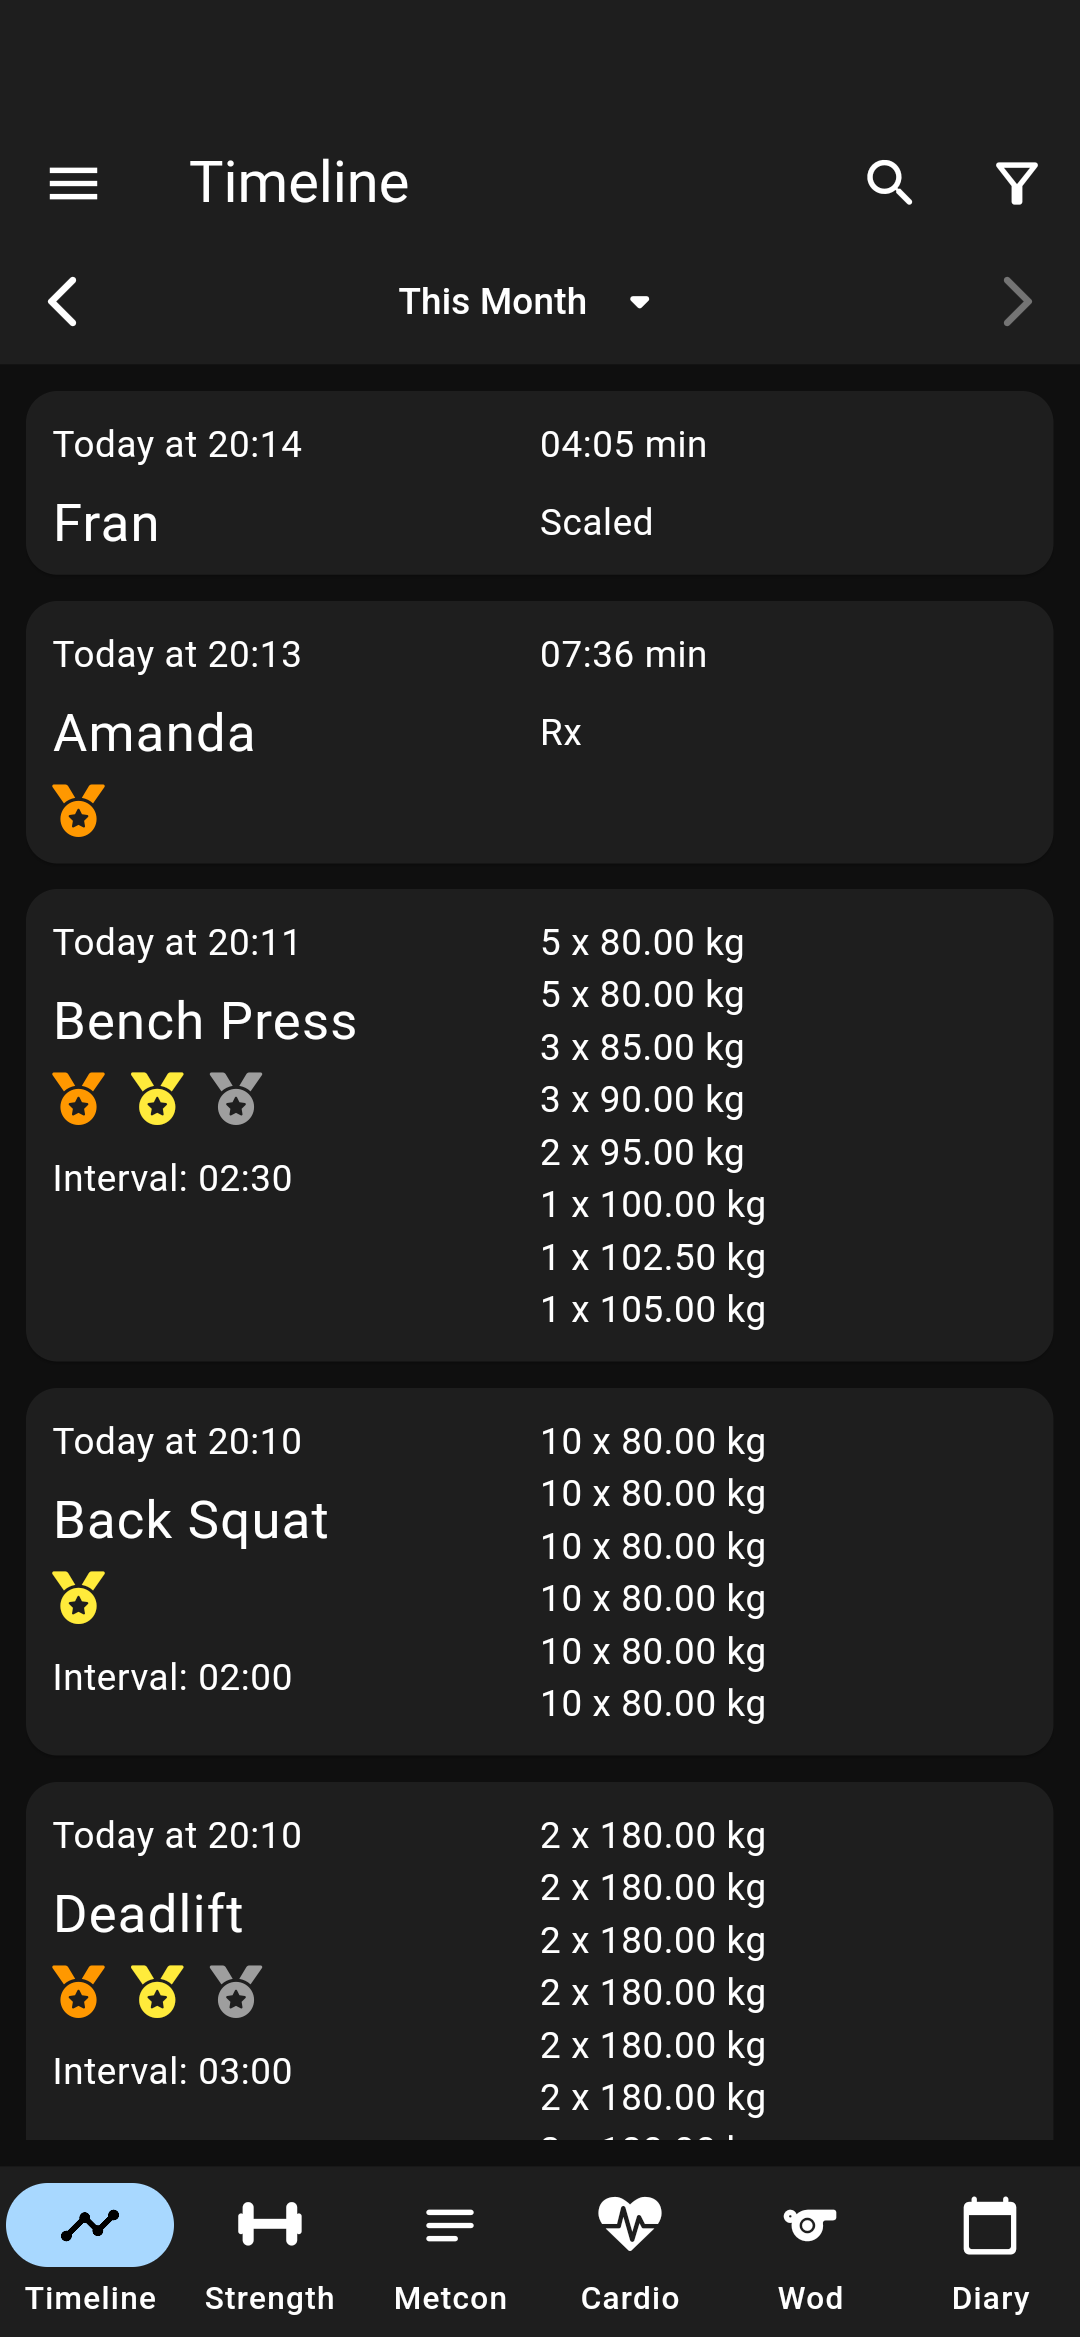 Timeline
This Month
Today at 20:14
04:05 min
Fran
Scaled
Today at 20:13
07:36 min
Amanda
Rx
Today at 20:11
Bench Press
Interval: 02:30
5 x 80.00 kg
5 x 80.00 kg
3 x 85.00 kg
3 x 90.00 kg
2 x 95.00 kg
1 x 100.00 kg
1 x 102.50 kg
1 x 105.00 kg
Today at 20:10
Back Squat
Interval: 02:00
10 x 80.00 kg
10 x 80.00 kg
10 x 80.00 kg
10 x 80.00 kg
10 x 80.00 kg
10 x 80.00 kg
Today at 20:10
Deadlift
Interval: 03:00
2 x 180.00 kg
2 x 180.00 kg
2 x 180.00 kg
2 x 180.00 kg
2 x 180.00 kg
2 x 180.00 kg
Timeline
Strength
Metcon
Cardio
Wod
Diary